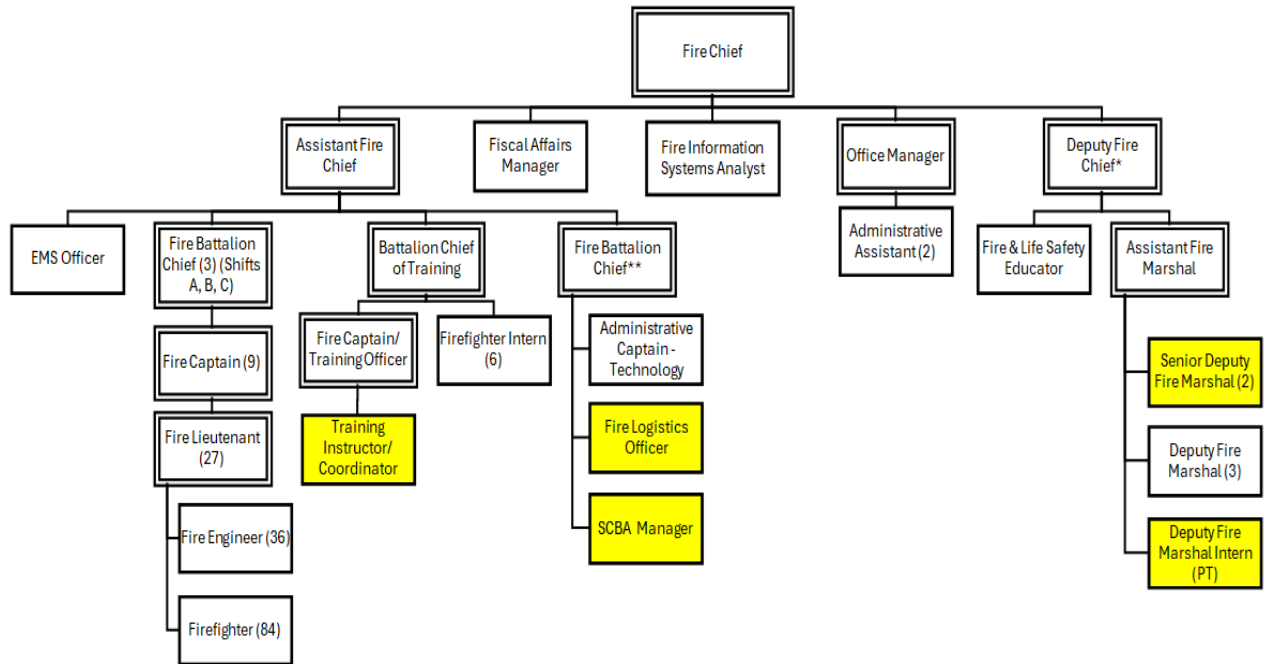 Fire Chief
Assistant Fire
Chief
Fiscal Affairs
Manager
Fire Information
Systems Analyst
Office Manager
Deputy Fire
Chief*
EMS Officer
Fire Battalion
Chief (3) (Shifts
A, B, C)
Battalion Chief
of Training
Fire Battalion
Chief**
Administrative
Assistant (2)
Fire & Life Safety
Educator
Assistant Fire
Marshal
Fire Captain (9)
Fire Captain/
Training Officer
Firefighter Intern
(6)
Administrative
Captain -
Technology
Senior Deputy
Fire Marshal (2)
Fire Lieutenant
(27)
Training
Instructor/
Coordinator
Fire Logistics
Officer
Deputy Fire
Marshal (3)
Fire Engineer (36)
SCBA Manager
Deputy Fire
Marshal Intern
(PT)
Firefighter (84)